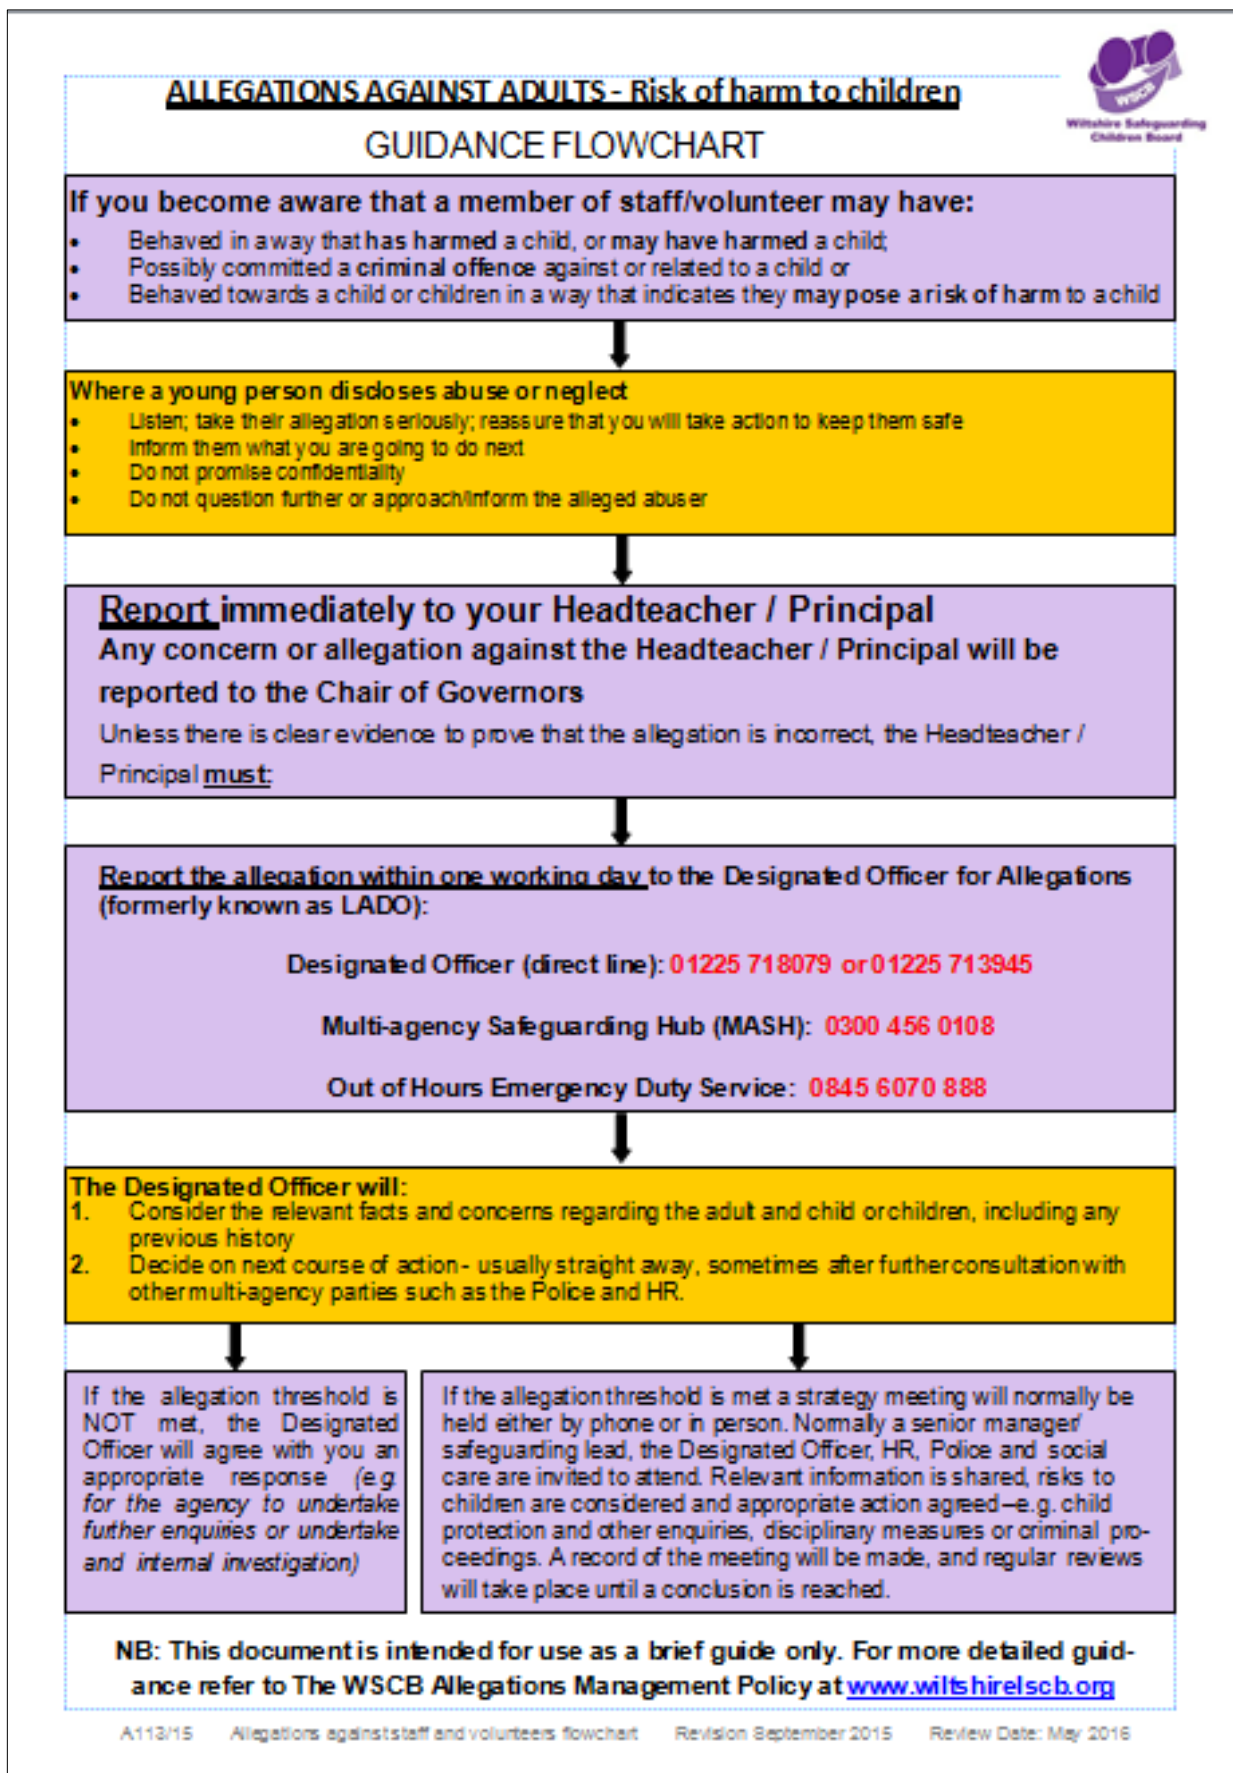 WSCB
Wiltshire Safeguarding
Children Board
ALLEGATIONS AGAINST ADULTS - Risk of harm to children
GUIDANCE FLOWCHART
If you become aware that a member of staff/volunteer may have:
• Behaved in a way that has harmed a child, or may have harmed a child;
• Possibly committed a criminal offence against or related to a child or
• Behaved towards a child or children in a way that indicates they may pose a risk of harm to a child
Where a young person discloses abuse or neglect
• Listen; take their allegation seriously; reassure that you will take action to keep them safe
• Inform them what you are going to do next
• Do not promise confidentiality
• Do not question further or approach/inform the alleged abuser
Report immediately to your Headteacher / Principal
Any concern or allegation against the Headteacher / Principal will be
reported to the Chair of Governors
Unless there is clear evidence to prove that the allegation is incorrect, the Headteacher /
Principal must:
Report the allegation within one working day to the Designated Officer for Allegations
(formerly known as LADO):
Designated Officer (direct line): 01225 718079 or 01225 713945
Multi-agency Safeguarding Hub (MASH): 0300 456 0108
Out of Hours Emergency Duty Service: 0845 6070 888
The Designated Officer will:
1. Consider the relevant facts and concerns regarding the adult and child or children, including any
previous history
2. Decide on next course of action - usually straight away, sometimes after further consultation with
other multi-agency parties such as the Police and HR.
If the allegation threshold is
NOT met, the Designated
Officer will agree with you an
appropriate response (e.g.
for the agency to undertake
further enquiries or undertake
and internal investigation)
If the allegation threshold is met a strategy meeting will normally be
held either by phone or in person. Normally a senior manager/
safeguarding lead, the Designated Officer, HR, Police and social
care are invited to attend. Relevant information is shared, risks to
children are considered and appropriate action agreed –e.g. child
protection and other enquiries, disciplinary measures or criminal pro-
ceedings. A record of the meeting will be made, and regular reviews
will take place until a conclusion is reached.
NB: This document is intended for use as a brief guide only. For more detailed guid-
ance refer to The WSCB Allegations Management Policy at www.wiltshirelscb.org
A113/15 Allegations against staff and volunteers flowchart Revision September 2015 Review Date: May 2016